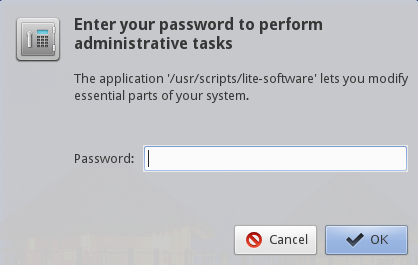 Enter your password to perform
administrative tasks
The application '/usr/scripts/lite-software' lets you modify
essential parts of your system.
Password:
Cancel
OK